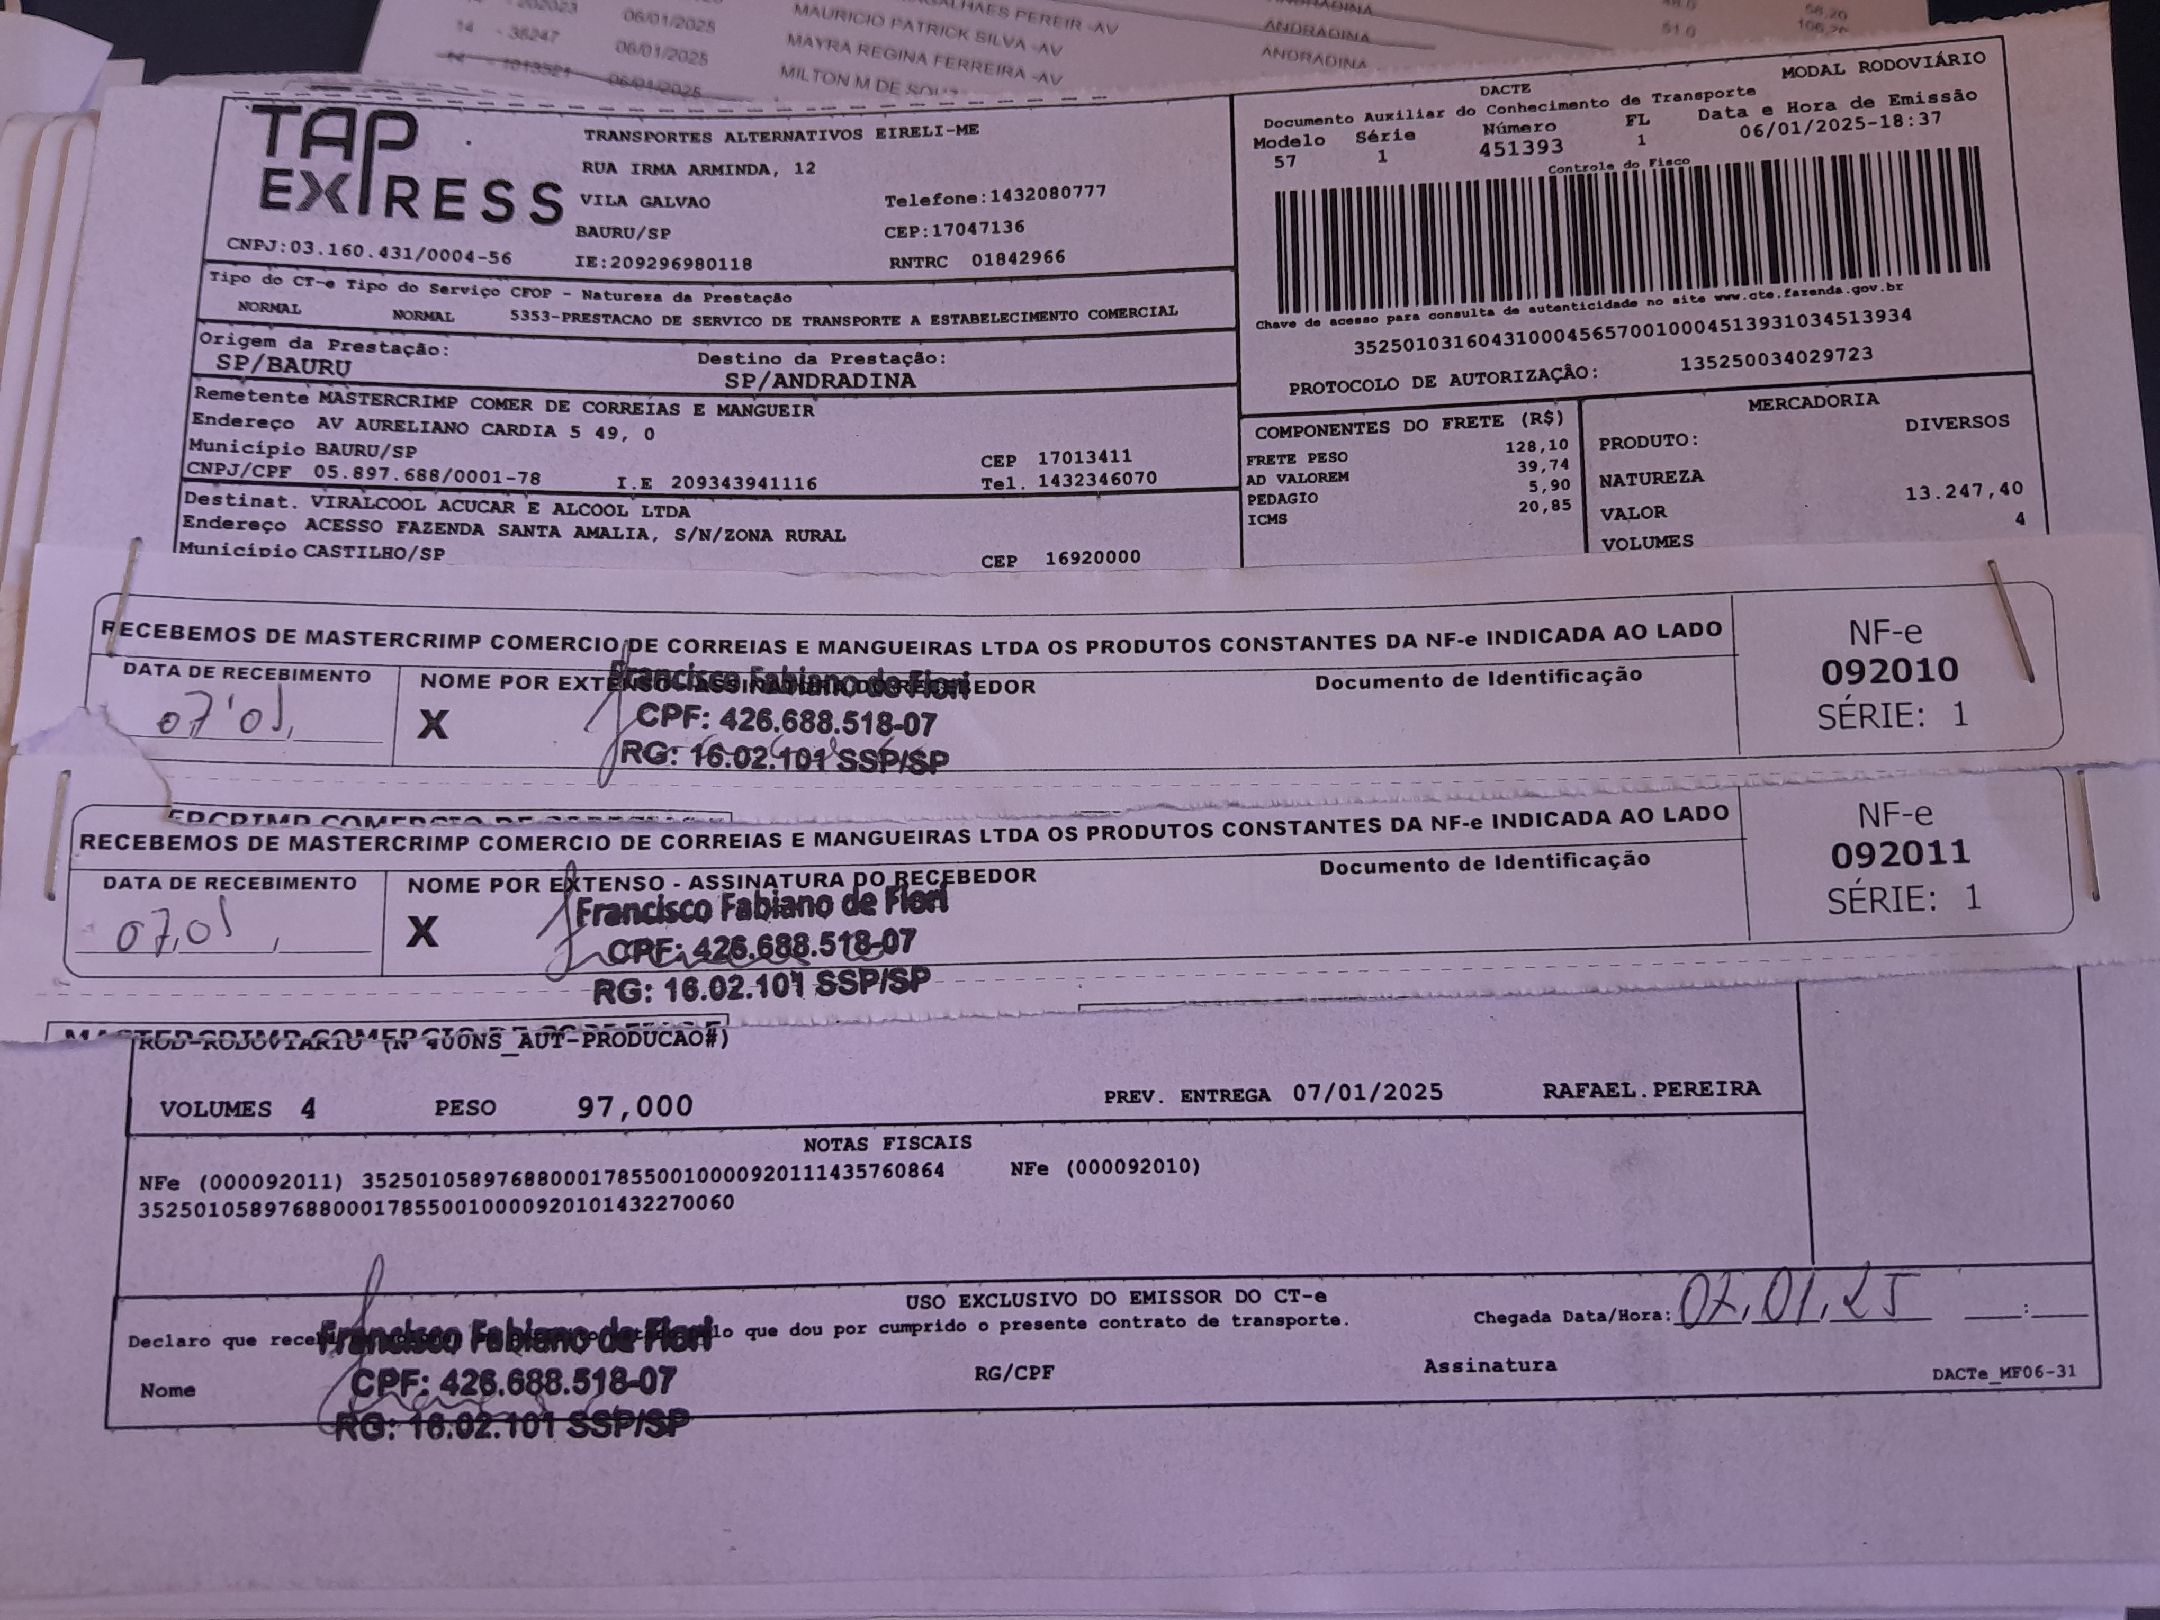 06/01/2025
MAURICIO PATRICK SILVA -AV
ANDRADINA
14 - 38247 06/01/2025 MAYRA REGINA FERREIRA -AV ANDRADINA 51.0
06/01/2025 MILTON M DE
TAP EXPRESS
TRANSPORTES ALTERNATIVOS EIRELI-ME
RUA IRMA ARMINDA, 12
VILA GALVAO Telefone:1432080777
BAURU/SP CEP:17047136
CNPJ:03.160.431/0004-56 IE:209296980118 RNTRC 01842966
DACTE MODAL RODOVIÁRIO
Documento Auxiliar do Conhecimento de Transporte
Modelo Série Número FL Data e Hora de Emissão
57 1 451393 1 06/01/2025-18:37
Controle do Fisco
Chave de acesso para consulta de autenticidade no site www.cte.fazenda.gov.br
35250103160431000456570010004513931034513934
PROTOCOLO DE AUTORIZAÇÃO: 135250034029723
Tipo do CT-e Tipo do Serviço CFOP - Natureza da Prestação
NORMAL NORMAL 5353-PRESTACAO DE SERVICO DE TRANSPORTE A ESTABELECIMENTO COMERCIAL
Origem da Prestação: Destino da Prestação:
SP/BAURU SP/ANDRADINA
Remetente MASTERCRIMP COMER DE CORREIAS E MANGUEIR
Endereço AV AURELIANO CARDIA 5 49, 0
Município BAURU/SP CEP 17013411
CNPJ/CPF 05.897.688/0001-78 I.E 209343941116 Tel. 1432346070
Destinat. VIRALCOOL ACUCAR E ALCOOL LTDA
Endereço ACESSO FAZENDA SANTA AMALIA, S/N/ZONA RURAL
Município CASTILHO/SP CEP 16920000
COMPONENTES DO FRETE (R$)
FRETE PESO 128,10
AD VALOREM 39,74
PEDAGIO 5,90
ICMS 20,85
MERCADORIA
PRODUTO: DIVERSOS
NATUREZA
VALOR 13.247,40
VOLUMES 4
RECEBEMOS DE MASTERCRIMP COMERCIO DE CORREIAS E MANGUEIRAS LTDA OS PRODUTOS CONSTANTES DA NF-e INDICADA AO LADO
DATA DE RECEBIMENTO NOME POR EXTENSO - ASSINATURA DO RECEBEDOR Documento de Identificação
07 01 X
Francisco Fabiano de Fiori
CPF: 426.688.518-07
RG: 16.02.101 SSP/SP
NF-e
092010
SÉRIE: 1
RECEBEMOS DE MASTERCRIMP COMERCIO DE CORREIAS E MANGUEIRAS LTDA OS PRODUTOS CONSTANTES DA NF-e INDICADA AO LADO
DATA DE RECEBIMENTO NOME POR EXTENSO - ASSINATURA DO RECEBEDOR Documento de Identificação
07 01 X
Francisco Fabiano de Fiori
CPF: 426.688.518-07
RG: 16.02.101 SSP/SP
NF-e
092011
SÉRIE: 1
ROD-RODOVIARIO (N 400NS_AUT-PRODUCAO#)
VOLUMES 4 PESO 97,000 PREV. ENTREGA 07/01/2025 RAFAEL.PEREIRA
NOTAS FISCAIS
NFe (000092011) 35250105897688000178550010000920111435760864 NFe (000092010)
35250105897688000178550010000920101432270060
USO EXCLUSIVO DO EMISSOR DO CT-e
Declaro que que dou por cumprido o presente contrato de transporte.
Chegada Data/Hora: 07.01.25 :
Francisco Fabiano de Fiori
CPF: 426.688.518-07
RG: 16.02.101 SSP/SP
Nome RG/CPF Assinatura
DACTe_MF06-31